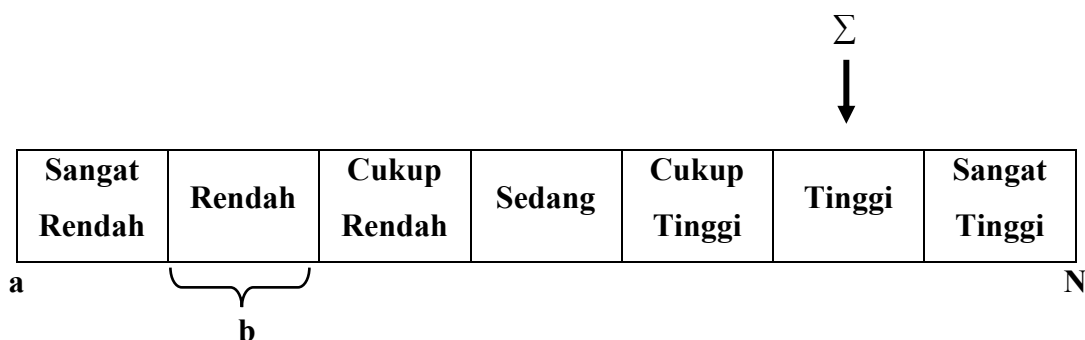 ∑
Sangat Rendah
Rendah
Cukup Rendah
Sedang
Cukup Tinggi
Tinggi
Sangat Tinggi
a
N
b